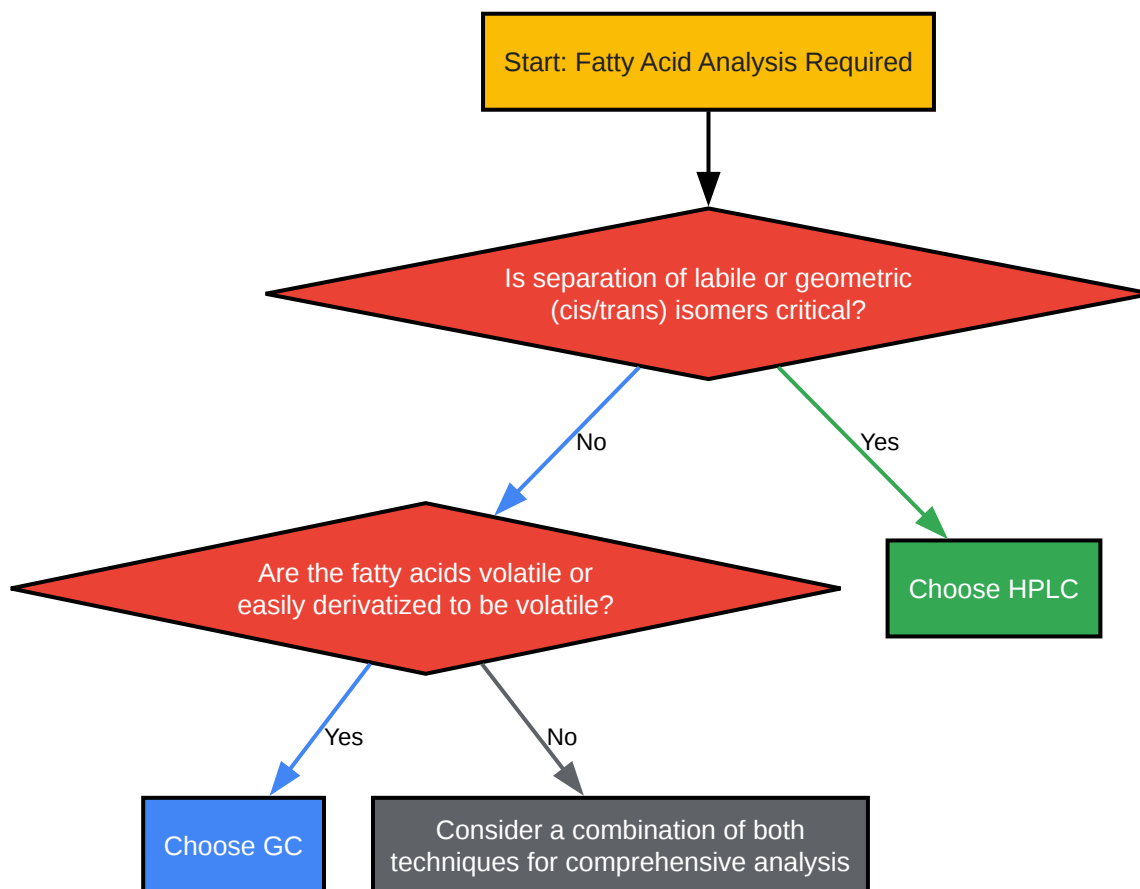 Start: Fatty Acid Analysis Required
Is separation of labile or geometric
(cis/trans) isomers critical?
No
Yes
Are the fatty acids volatile or
easily derivatized to be volatile?
Choose HPLC
Yes
No
Choose GC
Consider a combination of both
techniques for comprehensive analysis